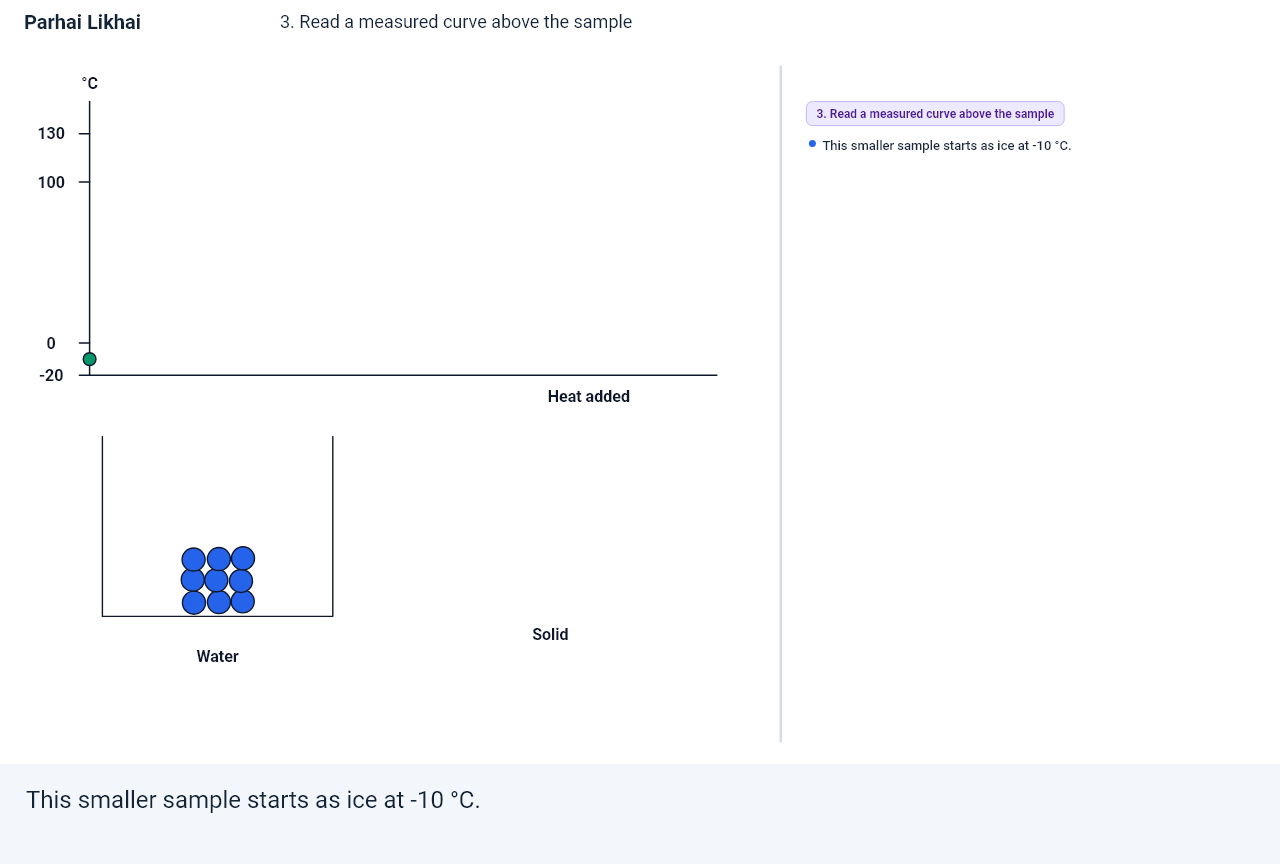 Parhai Likhai
3. Read a measured curve above the sample
°C
130
100
0
-20
Heat added
Water
Solid
3. Read a measured curve above the sample
This smaller sample starts as ice at -10 °C.
This smaller sample starts as ice at -10 °C.